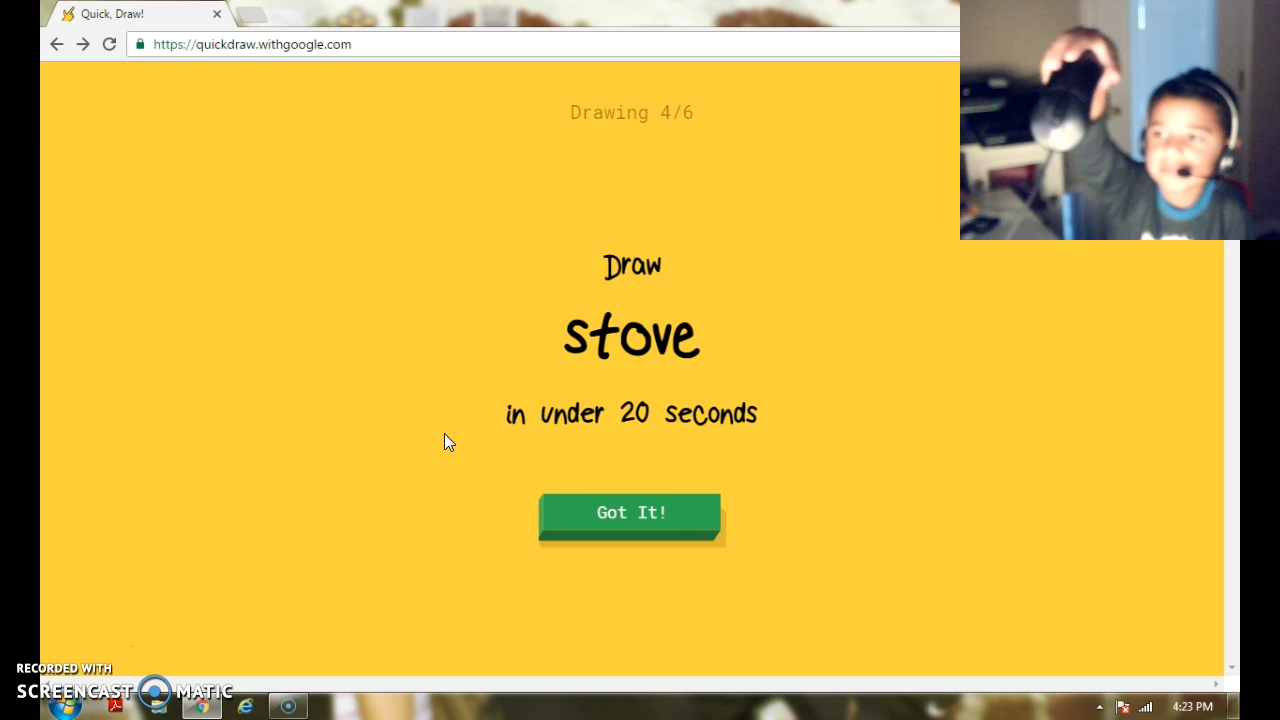 Quick, Draw!
https://quickdraw.withgoogle.com
Drawing 4/6
Draw
stove
in under 20 seconds
Got It!
RECORDED WITH
SCREENCAST MATIC
4:23 PM